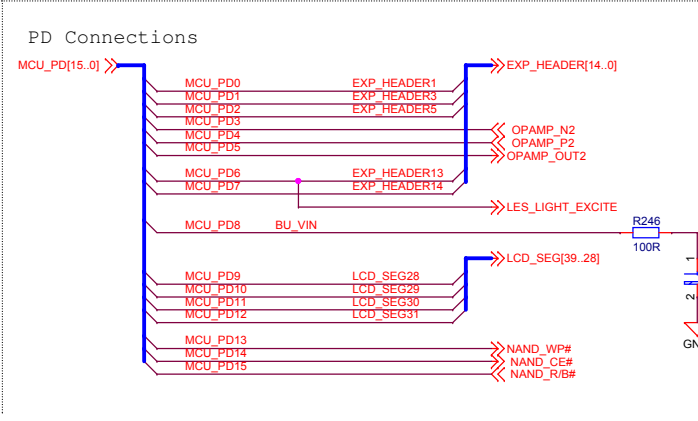 PD Connections
MCU_PD[15..0]
EXP_HEADER[14..0]
MCU_PD0 EXP_HEADER1
MCU_PD1 EXP_HEADER3
MCU_PD2 EXP_HEADER5
MCU_PD3 OPAMP_N2
MCU_PD4 OPAMP_P2
MCU_PD5 OPAMP_OUT2
MCU_PD6 EXP_HEADER13
MCU_PD7 EXP_HEADER14
LES_LIGHT_EXCITE
MCU_PD8 BU_VIN R246
100R
LCD_SEG[39..28]
1
MCU_PD9 LCD_SEG28
MCU_PD10 LCD_SEG29
2
MCU_PD11 LCD_SEG30
MCU_PD12 LCD_SEG31
MCU_PD13 NAND_WP#
MCU_PD14 NAND_CE#
MCU_PD15 NAND_R/B#